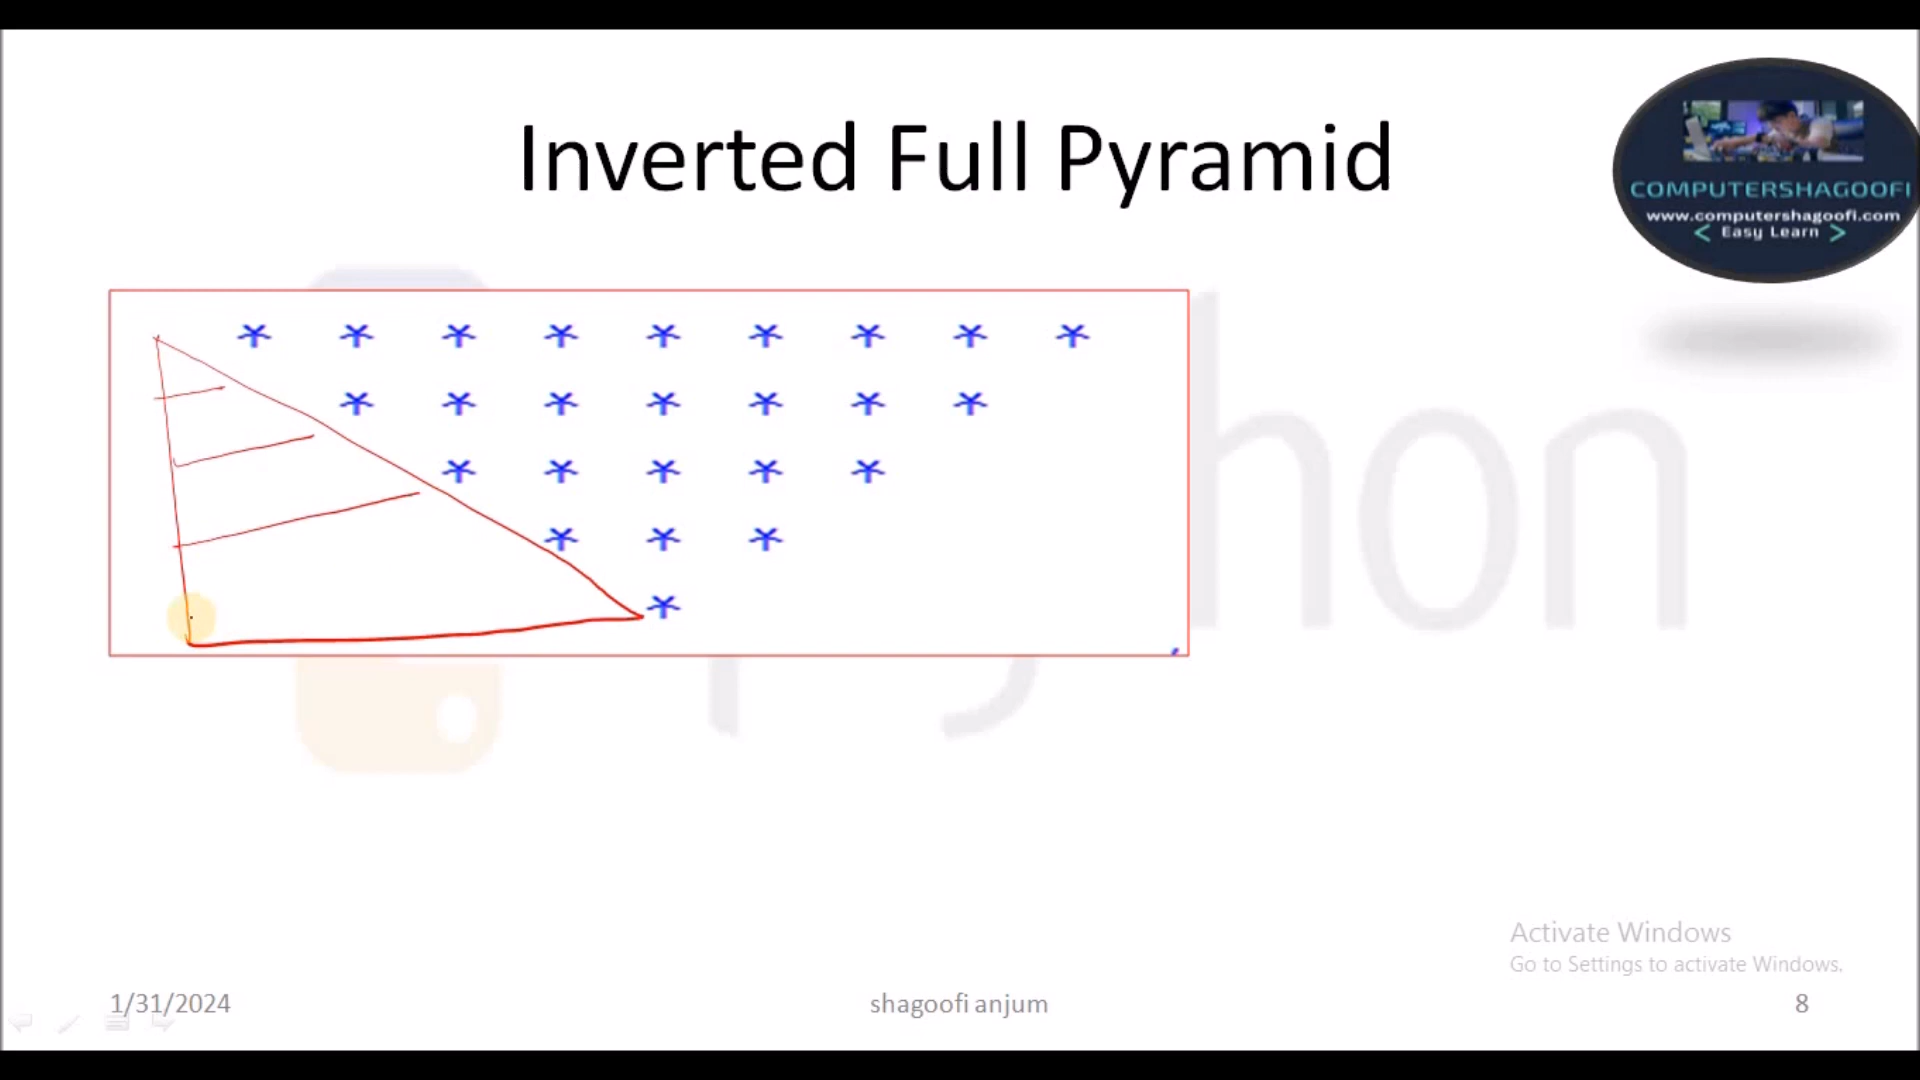 Inverted Full Pyramid
COMPUTERSHAGOOFI
www.computershagoofi.com
< Easy Learn >
* * * * * * * * *
* * * * * * *
* * * * *
* * *
*
hon
Activate Windows
Go to Settings to activate Windows.
1/31/2024
shagoofi anjum
8